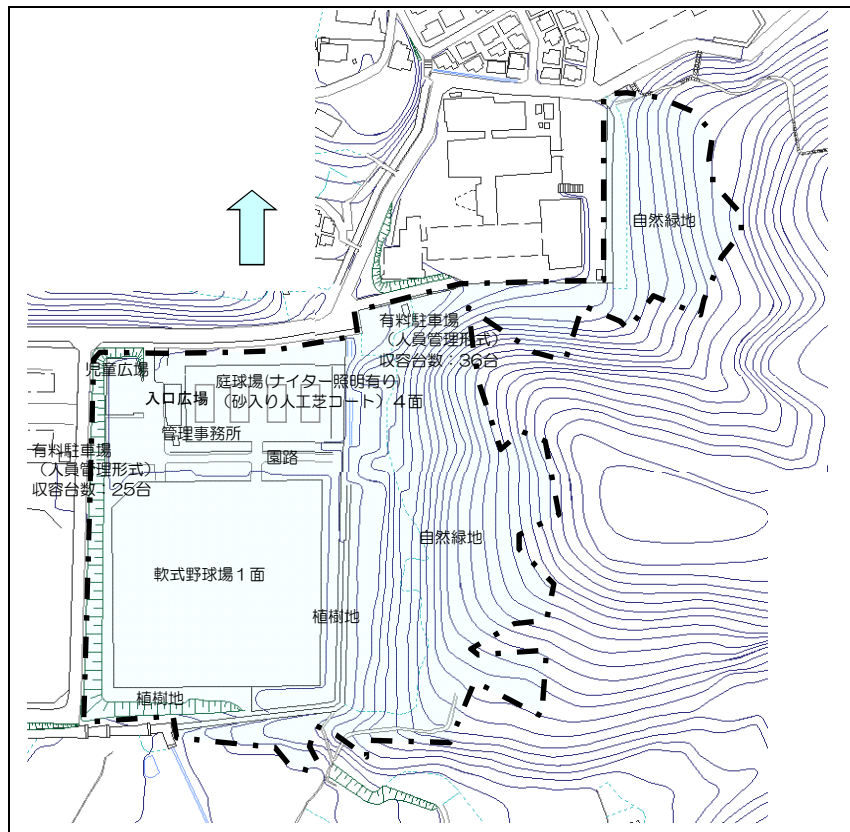 自然緑地
有料駐車場
（人員管理形式）
収容台数：36台
児童広場
庭球場(ナイター照明有り)
（砂入り人工芝コート）４面
入口広場
管理事務所
園路
有料駐車場
（人員管理形式）
収容台数：25台
自然緑地
軟式野球場１面
植樹地
植樹地